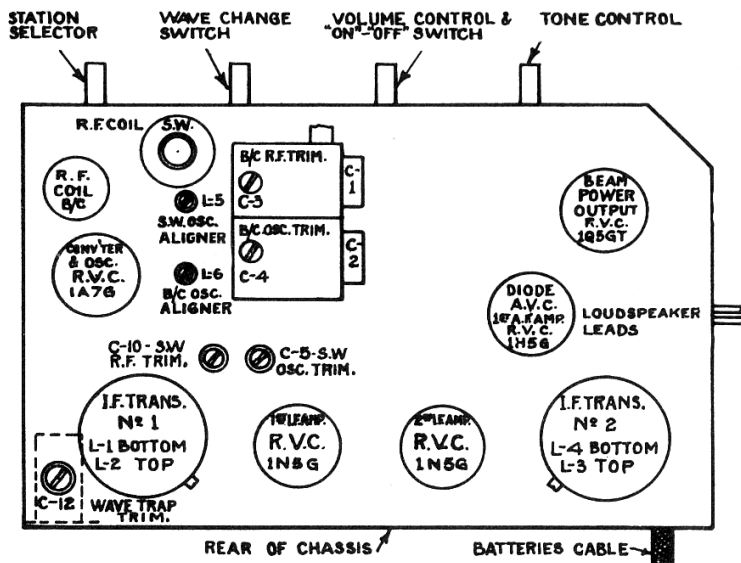 STATION
SELECTOR
WAVE CHANGE
SWITCH
VOLUME CONTROL &
"ON"-"OFF" SWITCH
TONE CONTROL
R.F. COIL
S.W.
B/C R.F. TRIM.
C-3
C-1
R.F.
COIL
B/C
L-5
S.W. OSC.
ALIGNER
B/C OSC. TRIM.
C-4
C-2
BEAM
POWER
OUTPUT
R.V.C.
1Q5GT
CONV'TER
& OSC.
R.V.C.
1A7G
L-6
B/C OSC.
ALIGNER
DIODE
A.V.C.
1ST A.F. AMP.
R.V.C.
1H5G
LOUDSPEAKER
LEADS
C-10-S.W
R.F. TRIM.
C-5-S.W
OSC. TRIM.
I.F. TRANS.
Nº 1
L-1 BOTTOM
L-2 TOP
1ST I.F. AMP.
R.V.C.
1N5G
2ND I.F. AMP.
R.V.C.
1N5G
I.F. TRANS.
Nº 2
L-4 BOTTOM
L-3 TOP
C-12
WAVE TRAP
TRIM.
REAR OF CHASSIS
BATTERIES CABLE